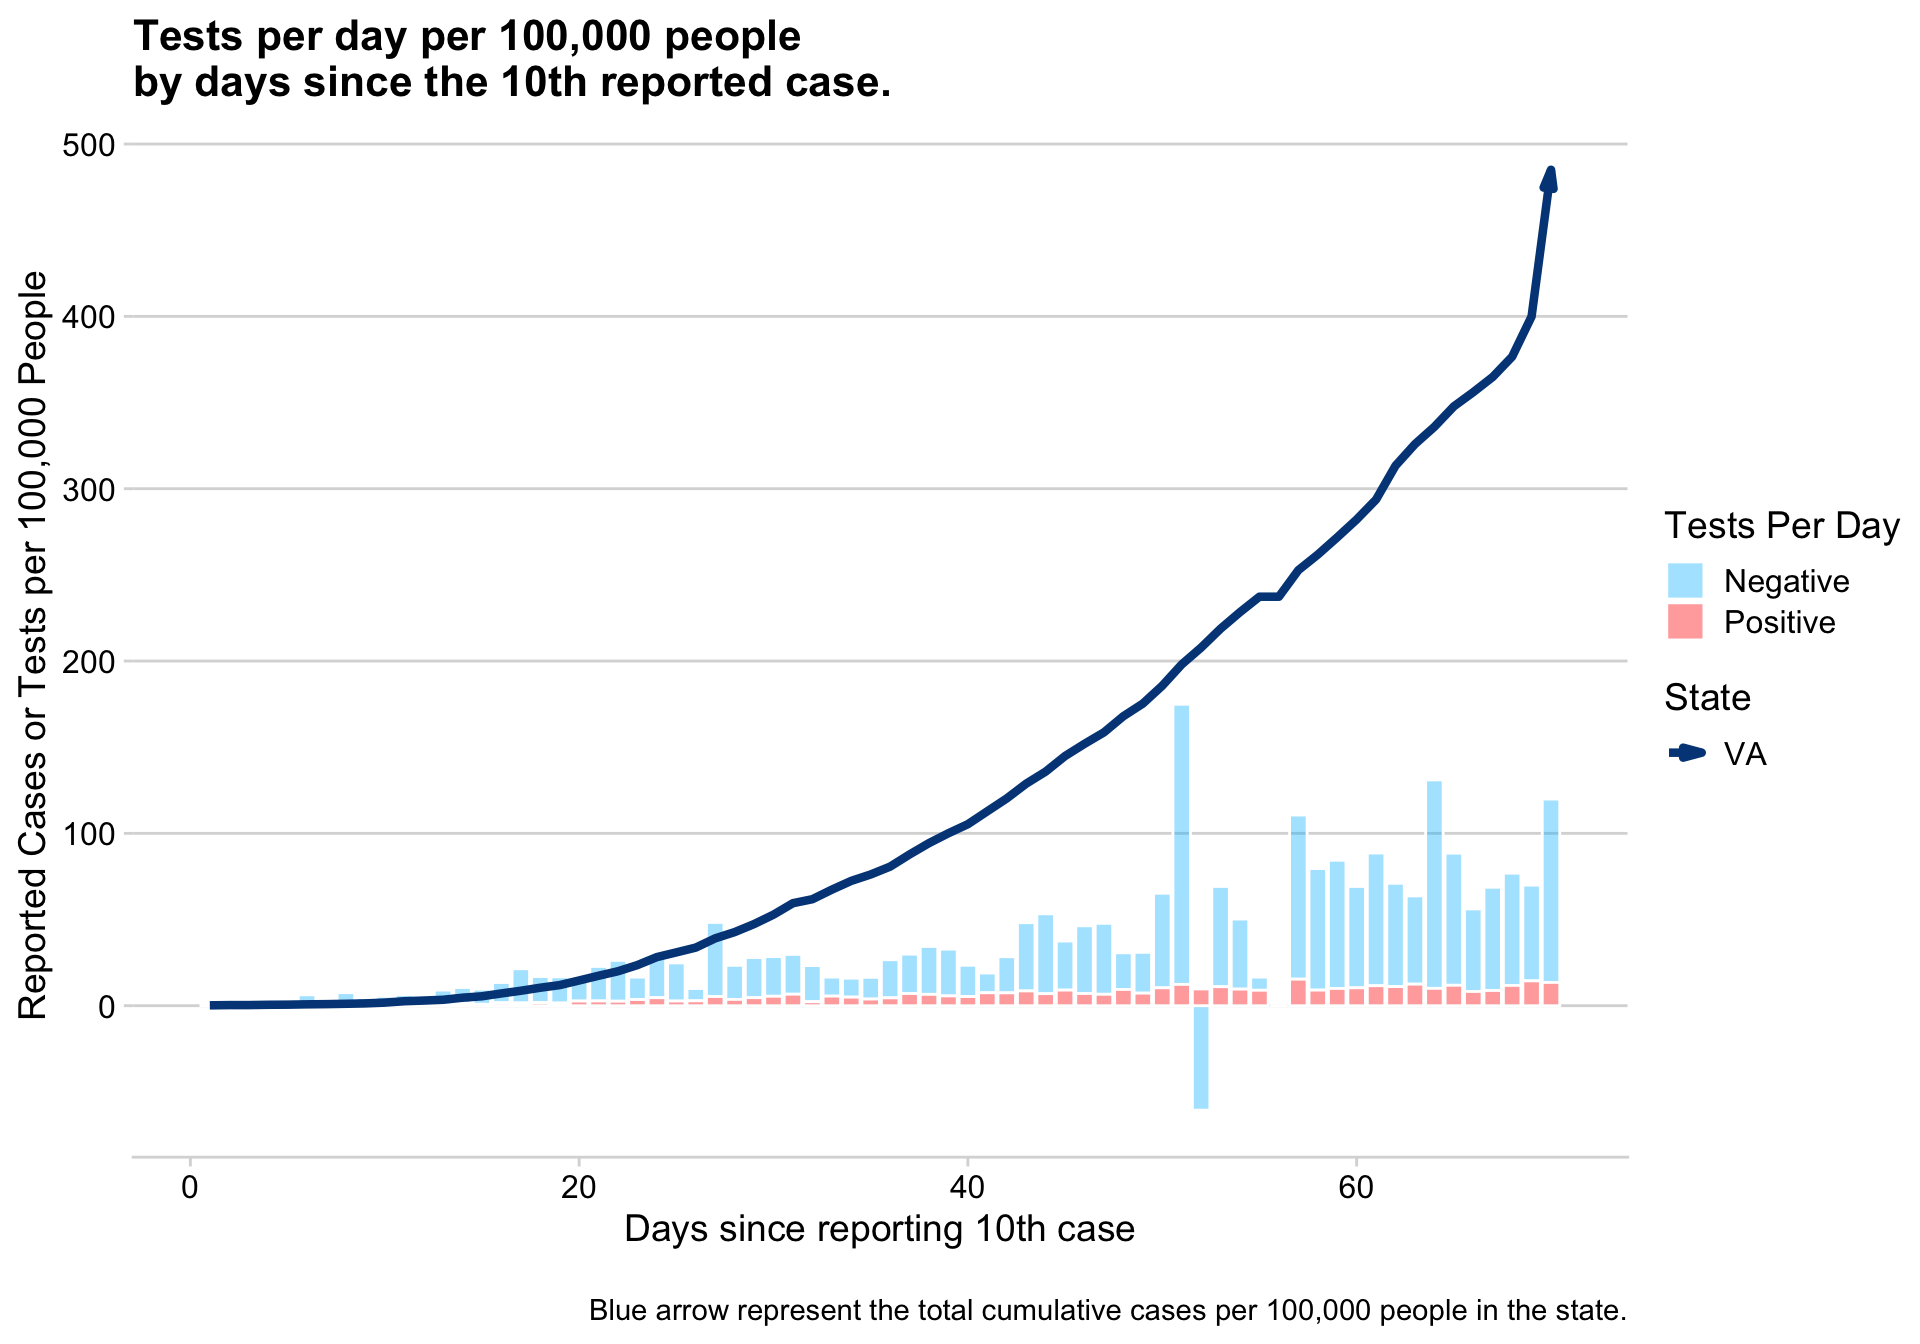 Tests per day per 100,000 people
by days since the 10th reported case.
Reported Cases or Tests per 100,000 People
500
400
300
200
100
0
0
20
40
60
Days since reporting 10th case
Tests Per Day
Negative
Positive
State
VA
Blue arrow represent the total cumulative cases per 100,000 people in the state.